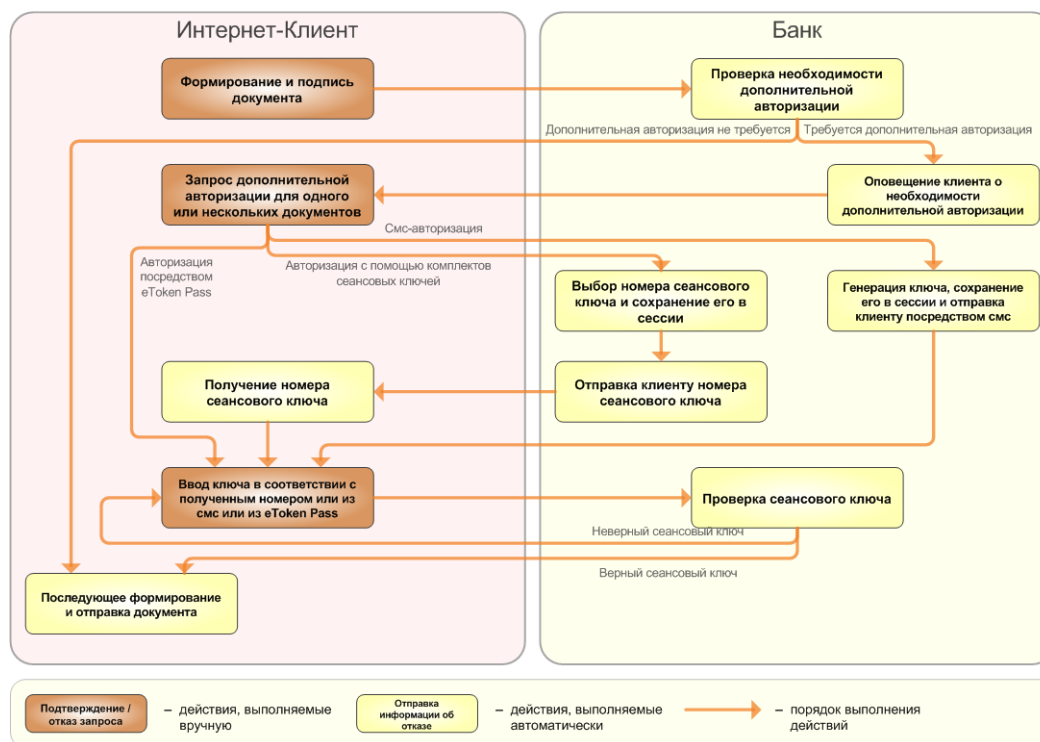 Интернет-Клиент
Банк
Формирование и подпись
документа
Проверка необходимости
дополнительной
авторизации
Дополнительная авторизация не требуется
Требуется дополнительная авторизация
Запрос дополнительной
авторизации для одного
или нескольких документов
Оповещение клиента о
необходимости
дополнительной авторизации
Смс-авторизация
Авторизация
посредством
eToken Pass
Авторизация с помощью комплектов
сеансовых ключей
Выбор номера сеансового
ключа и сохранение его в
сессии
Генерация ключа, сохранение
его в сессии и отправка
клиенту посредством смс
Получение номера
сеансового ключа
Отправка клиенту номера
сеансового ключа
Ввод ключа в соответствии с
полученным номером или из
смс или из eToken Pass
Проверка сеансового ключа
Неверный сеансовый ключ
Верный сеансовый ключ
Последующее формирование
и отправка документа
Подтверждение /
отказ запроса
– действия, выполняемые
вручную
Отправка
информации об
отказе
– действия, выполняемые
автоматически
– порядок выполнения
действий